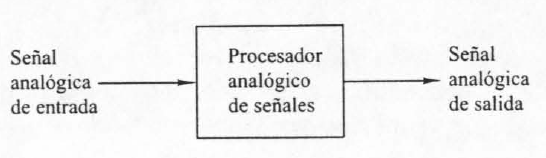 Señal
analógica
de entrada
Procesador
analógico
de señales
Señal
analógica
de salida